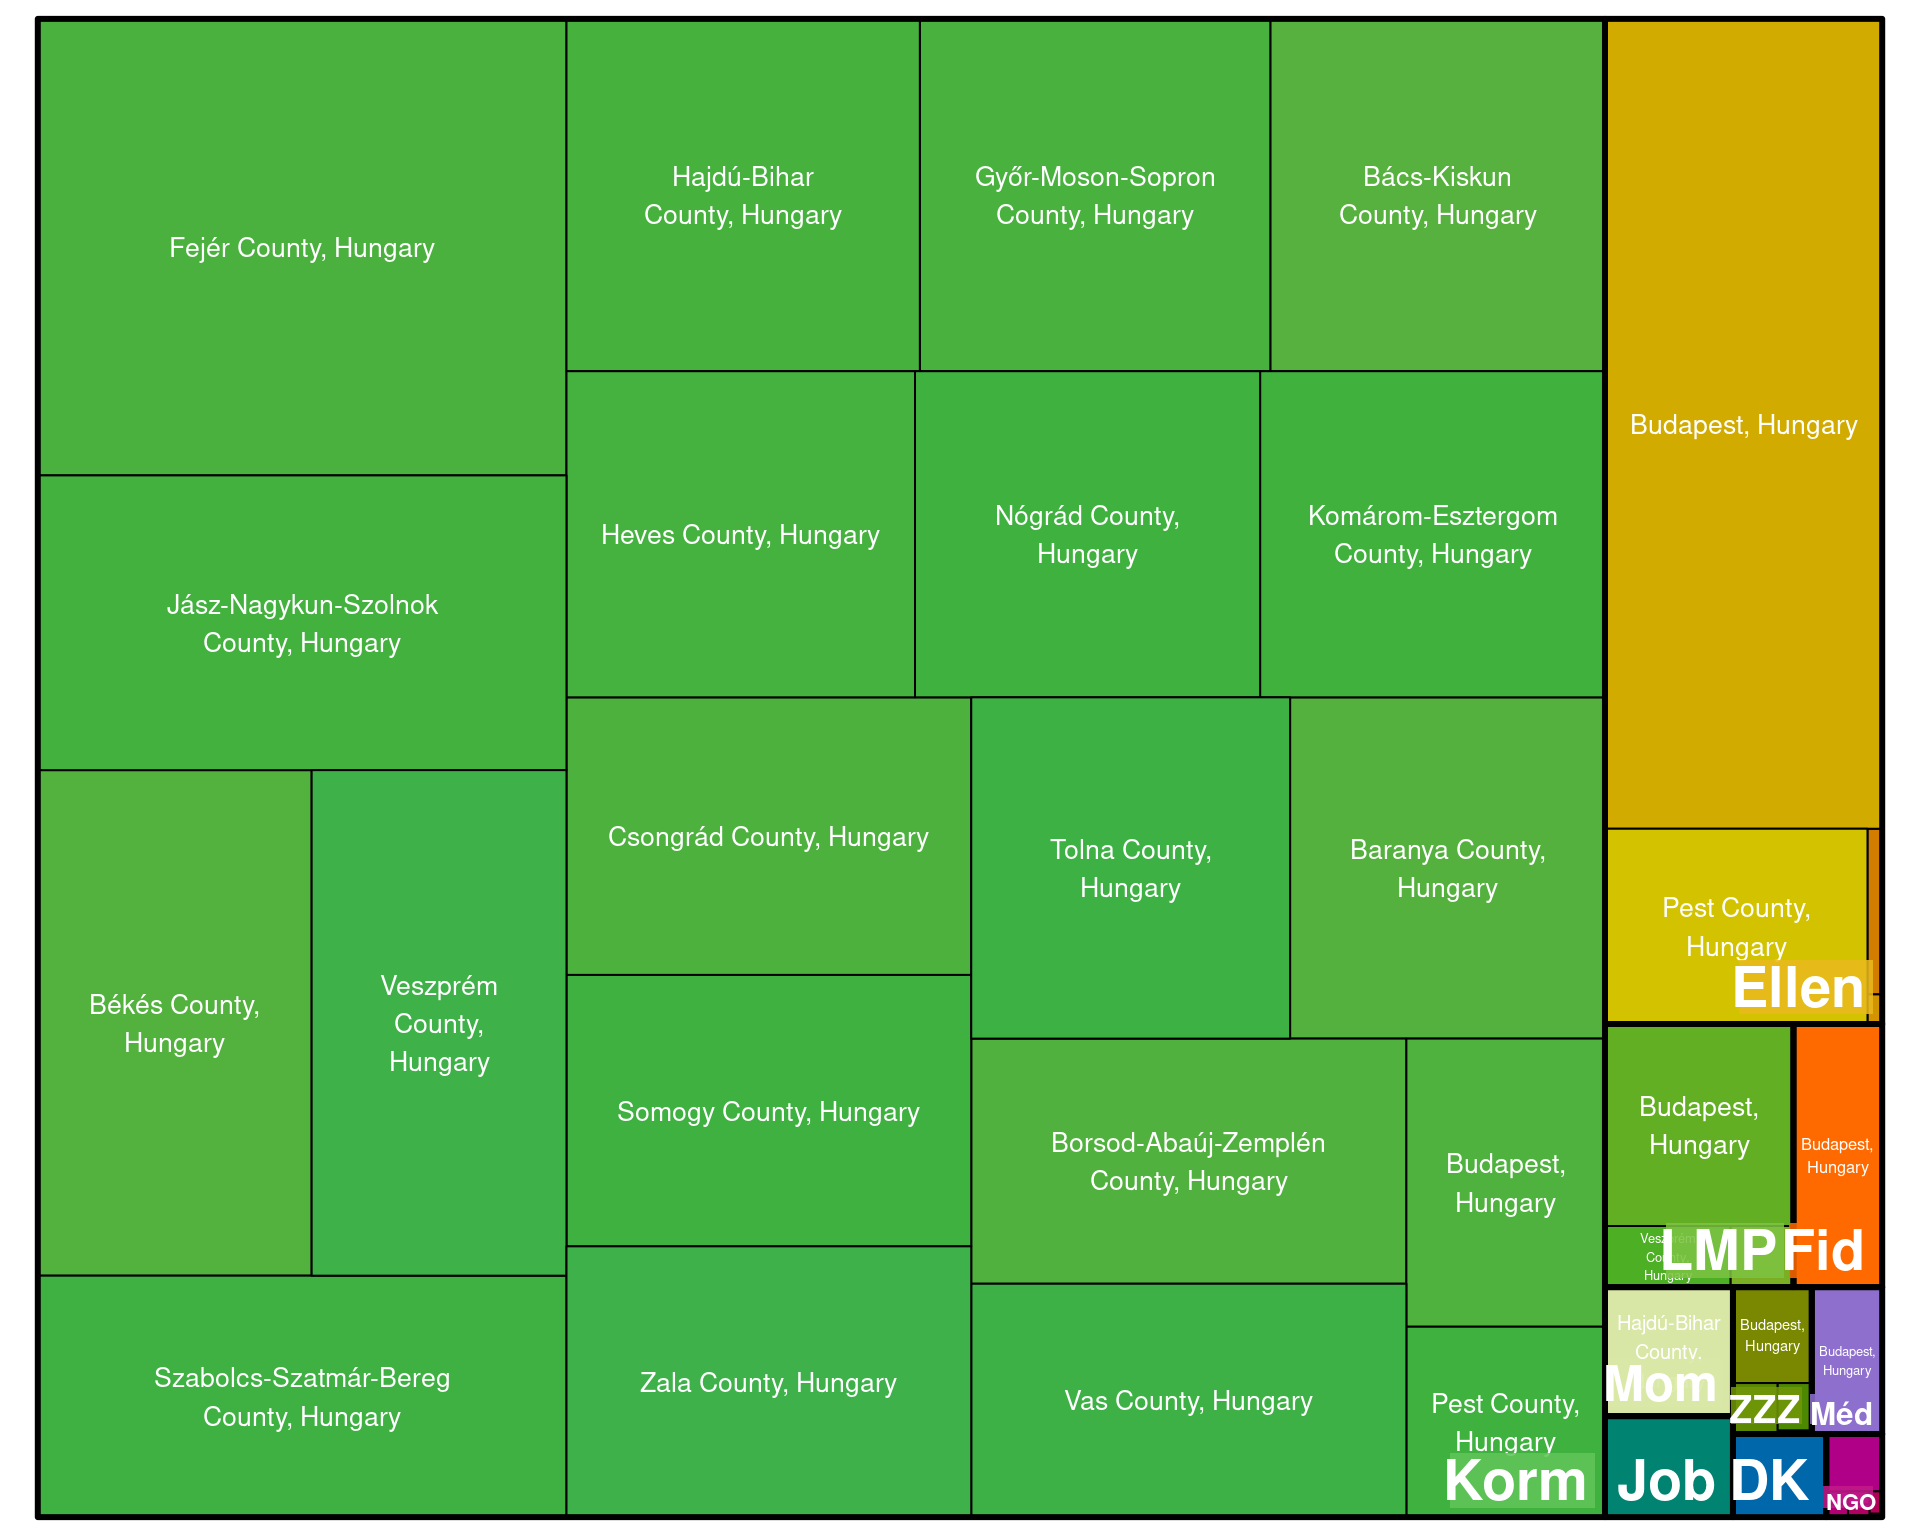 Fejér County, Hungary
Hajdú-Bihar
County, Hungary
Győr-Moson-Sopron
County, Hungary
Bács-Kiskun
County, Hungary
Budapest, Hungary
Jász-Nagykun-Szolnok
County, Hungary
Heves County, Hungary
Nógrád County,
Hungary
Komárom-Esztergom
County, Hungary
Békés County,
Hungary
Veszprém
County,
Hungary
Csongrád County, Hungary
Tolna County,
Hungary
Baranya County,
Hungary
Pest County,
Hungary
Ellen
Somogy County, Hungary
Borsod-Abaúj-Zemplén
County, Hungary
Budapest,
Hungary
Budapest,
Hungary
Budapest,
Hungary
Veszprém
County,
Hungary
LMP
Fid
Szabolcs-Szatmár-Bereg
County, Hungary
Zala County, Hungary
Vas County, Hungary
Pest County,
Hungary
Korm
Hajdú-Bihar
County,
Mom
Budapest,
Hungary
ZZZ
Budapest,
Hungary
Méd
Job
DK
NGO